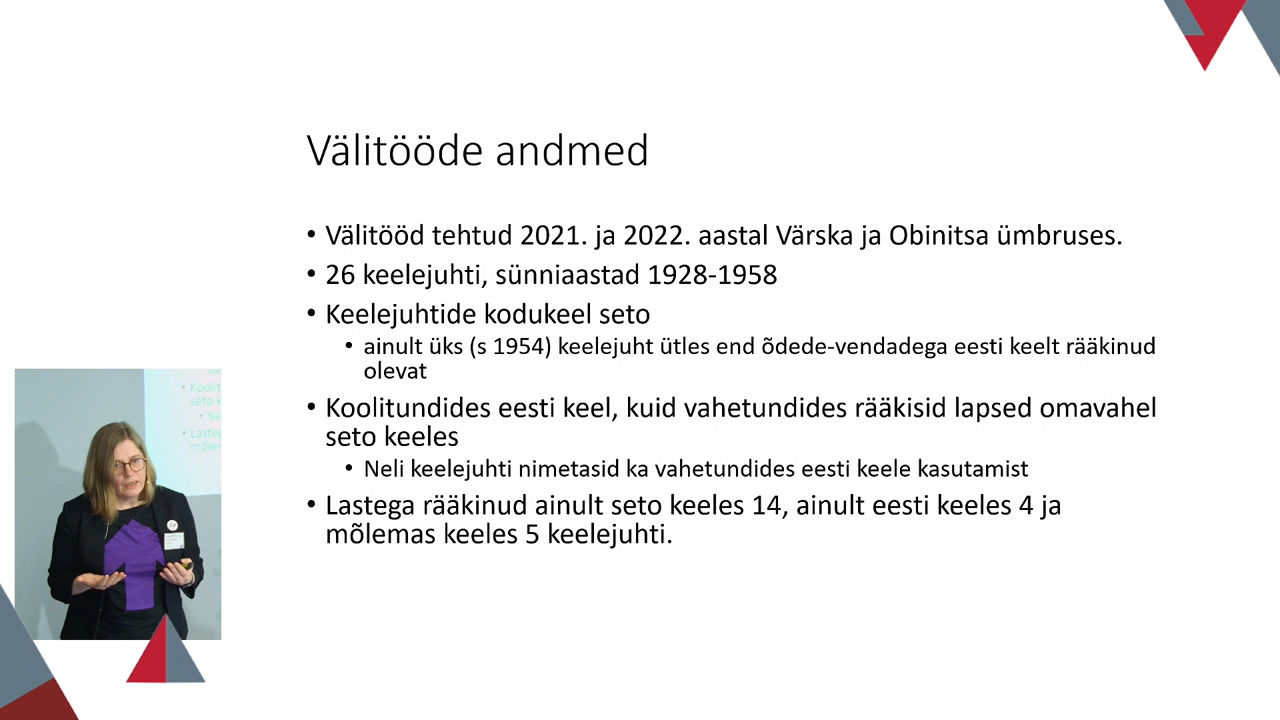 Välitööde andmed
• Välitööd tehtud 2021. ja 2022. aastal Värska ja Obinitsa ümbruses.
• 26 keelejuhti, sünniaastad 1928-1958
• Keelejuhtide kodukeel seto
• ainult üks (s 1954) keelejuht ütles end õdede-vendadega eesti keelt rääkinud
olevat
• Koolitundides eesti keel, kuid vahetundides rääkisid lapsed omavahel
seto keeles
• Neli keelejuhti nimetasid ka vahetundides eesti keele kasutamist
• Lastega rääkinud ainult seto keeles 14, ainult eesti keeles 4 ja
mõlemas keeles 5 keelejuhti.